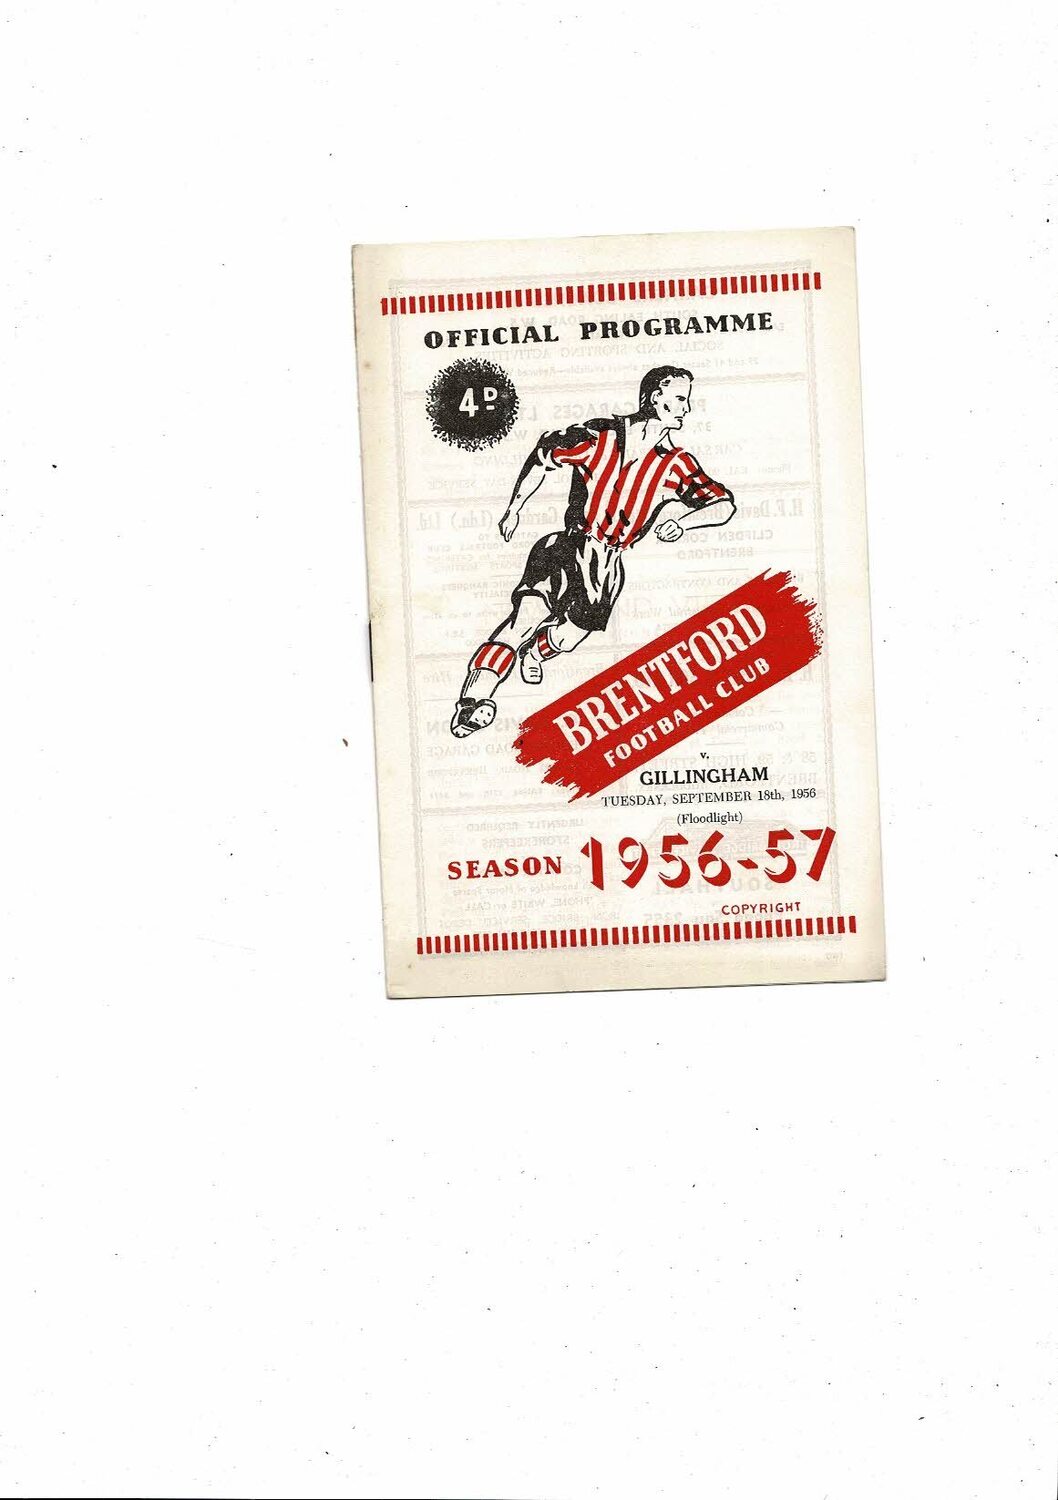 OFFICIAL PROGRAMME
4D
BRENTFORD
FOOTBALL CLUB
v.
GILLINGHAM
TUESDAY, SEPTEMBER 18th, 1956
(Floodlight)
SEASON 1956-57
COPYRIGHT